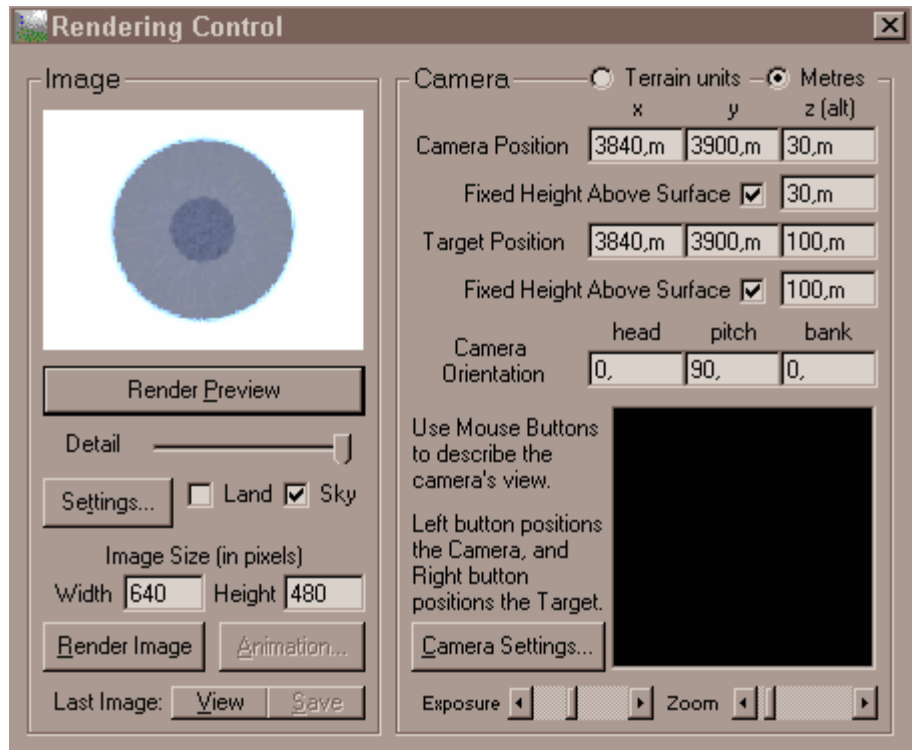 Rendering Control
Image
Render Preview
Detail
Settings...
Land
Sky
Image Size (in pixels)
Width 640 Height 480
Render Image
Animation...
Last Image: View Save
Camera
Terrain units
Metres
x y z (alt)
Camera Position 3840,m 3900,m 30,m
Fixed Height Above Surface 30,m
Target Position 3840,m 3900,m 100,m
Fixed Height Above Surface 100,m
head pitch bank
Camera
Orientation
0, 90, 0,
Use Mouse Buttons
to describe the
camera's view.
Left button positions
the Camera, and
Right button
positions the Target.
Camera Settings...
Exposure
Zoom